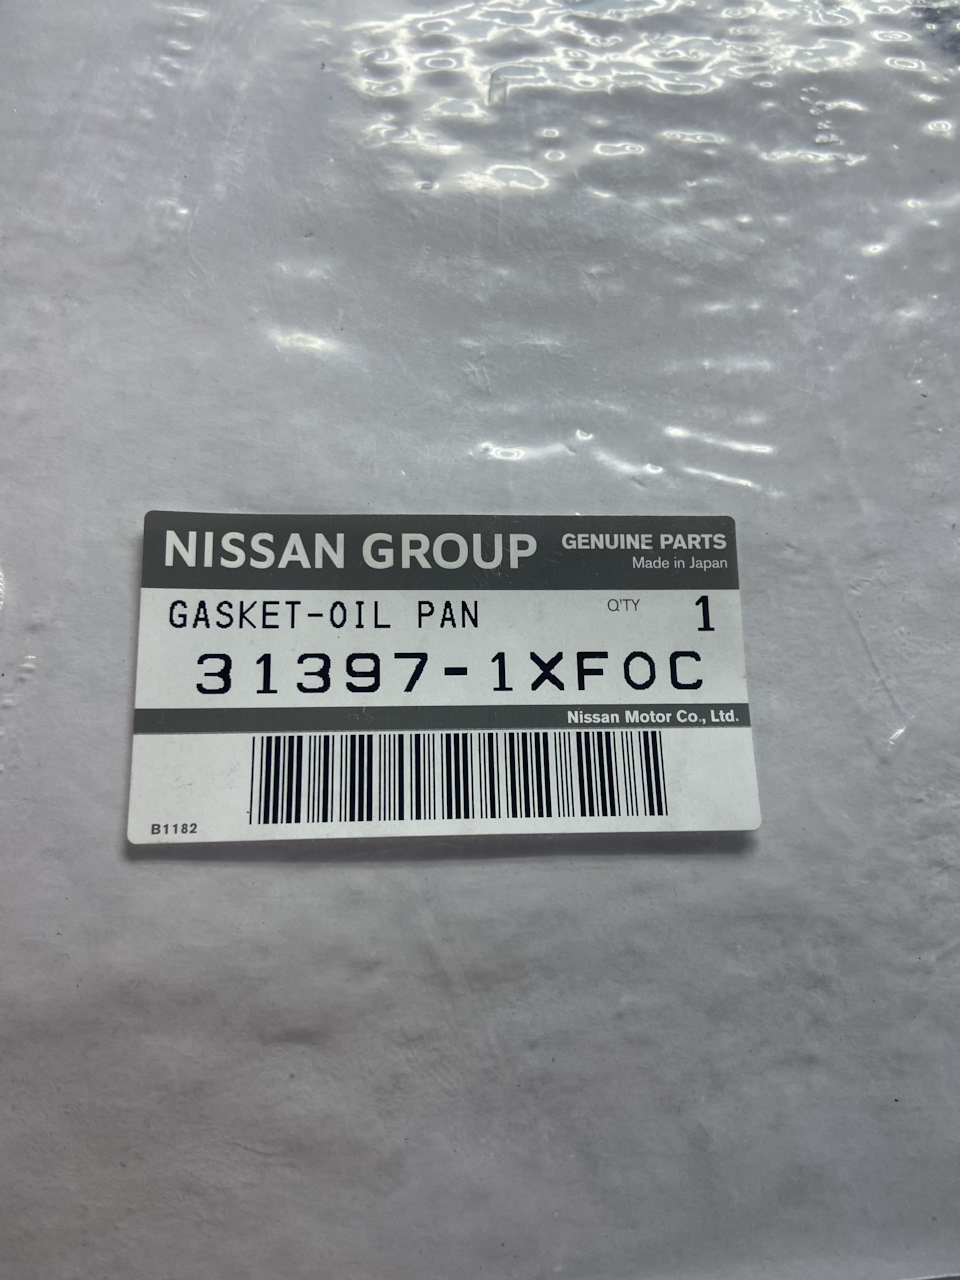 NISSAN GROUP GENUINE PARTS
Made in Japan
GASKET-OIL PAN Q'TY 1
31397-1XF0C
Nissan Motor Co., Ltd.
B1182